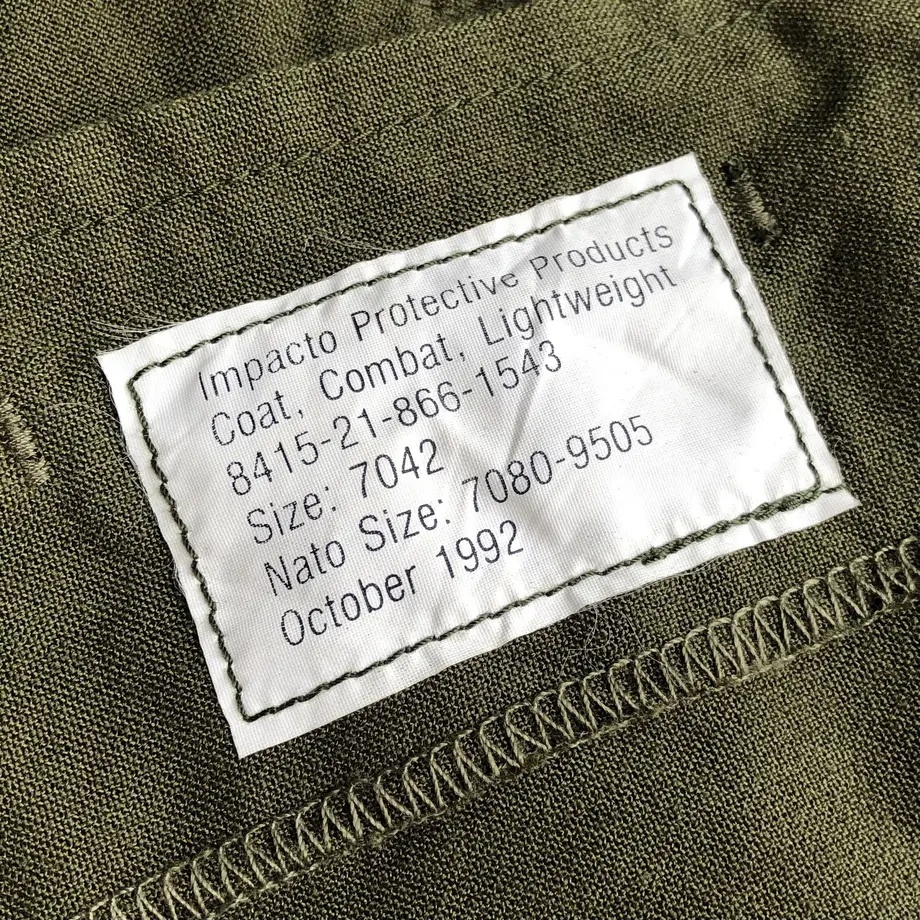 Impacto Protective Products
Coat, Combat, Lightweight
8415-21-866-1543
Size: 7042
Nato Size: 7080-9505
October 1992